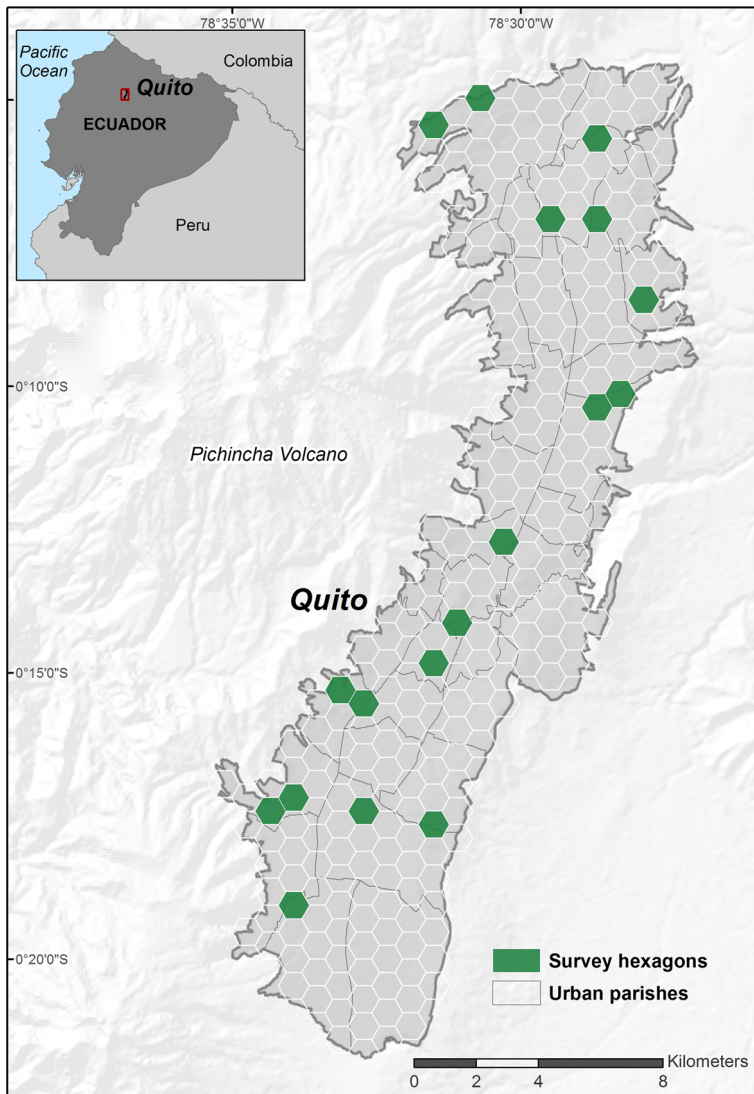 78°35'0"W
78°30'0"W
Pacific
Ocean
Colombia
Quito
ECUADOR
Peru
0°10'0"S
Pichincha Volcano
Quito
0°15'0"S
0°20'0"S
Survey hexagons
Urban parishes
Kilometers
0 2 4 8